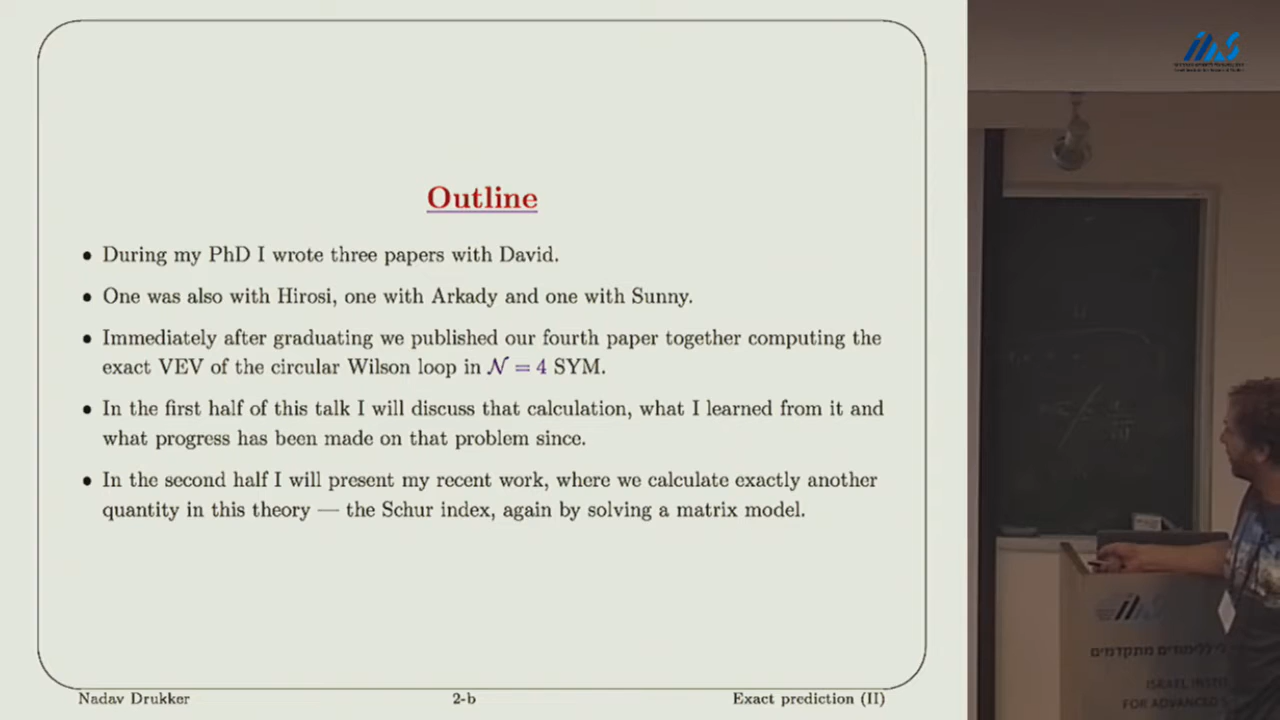 Outline
• During my PhD I wrote three papers with David.
• One was also with Hirosi, one with Arkady and one with Sunny.
• Immediately after graduating we published our fourth paper together computing the
exact VEV of the circular Wilson loop in 𝒩 = 4 SYM.
• In the first half of this talk I will discuss that calculation, what I learned from it and
what progress has been made on that problem since.
• In the second half I will present my recent work, where we calculate exactly another
quantity in this theory — the Schur index, again by solving a matrix model.
Nadav Drukker 2-b Exact prediction (II)
ללימודים מתקדמים
ISRAEL
FOR ADVANCED